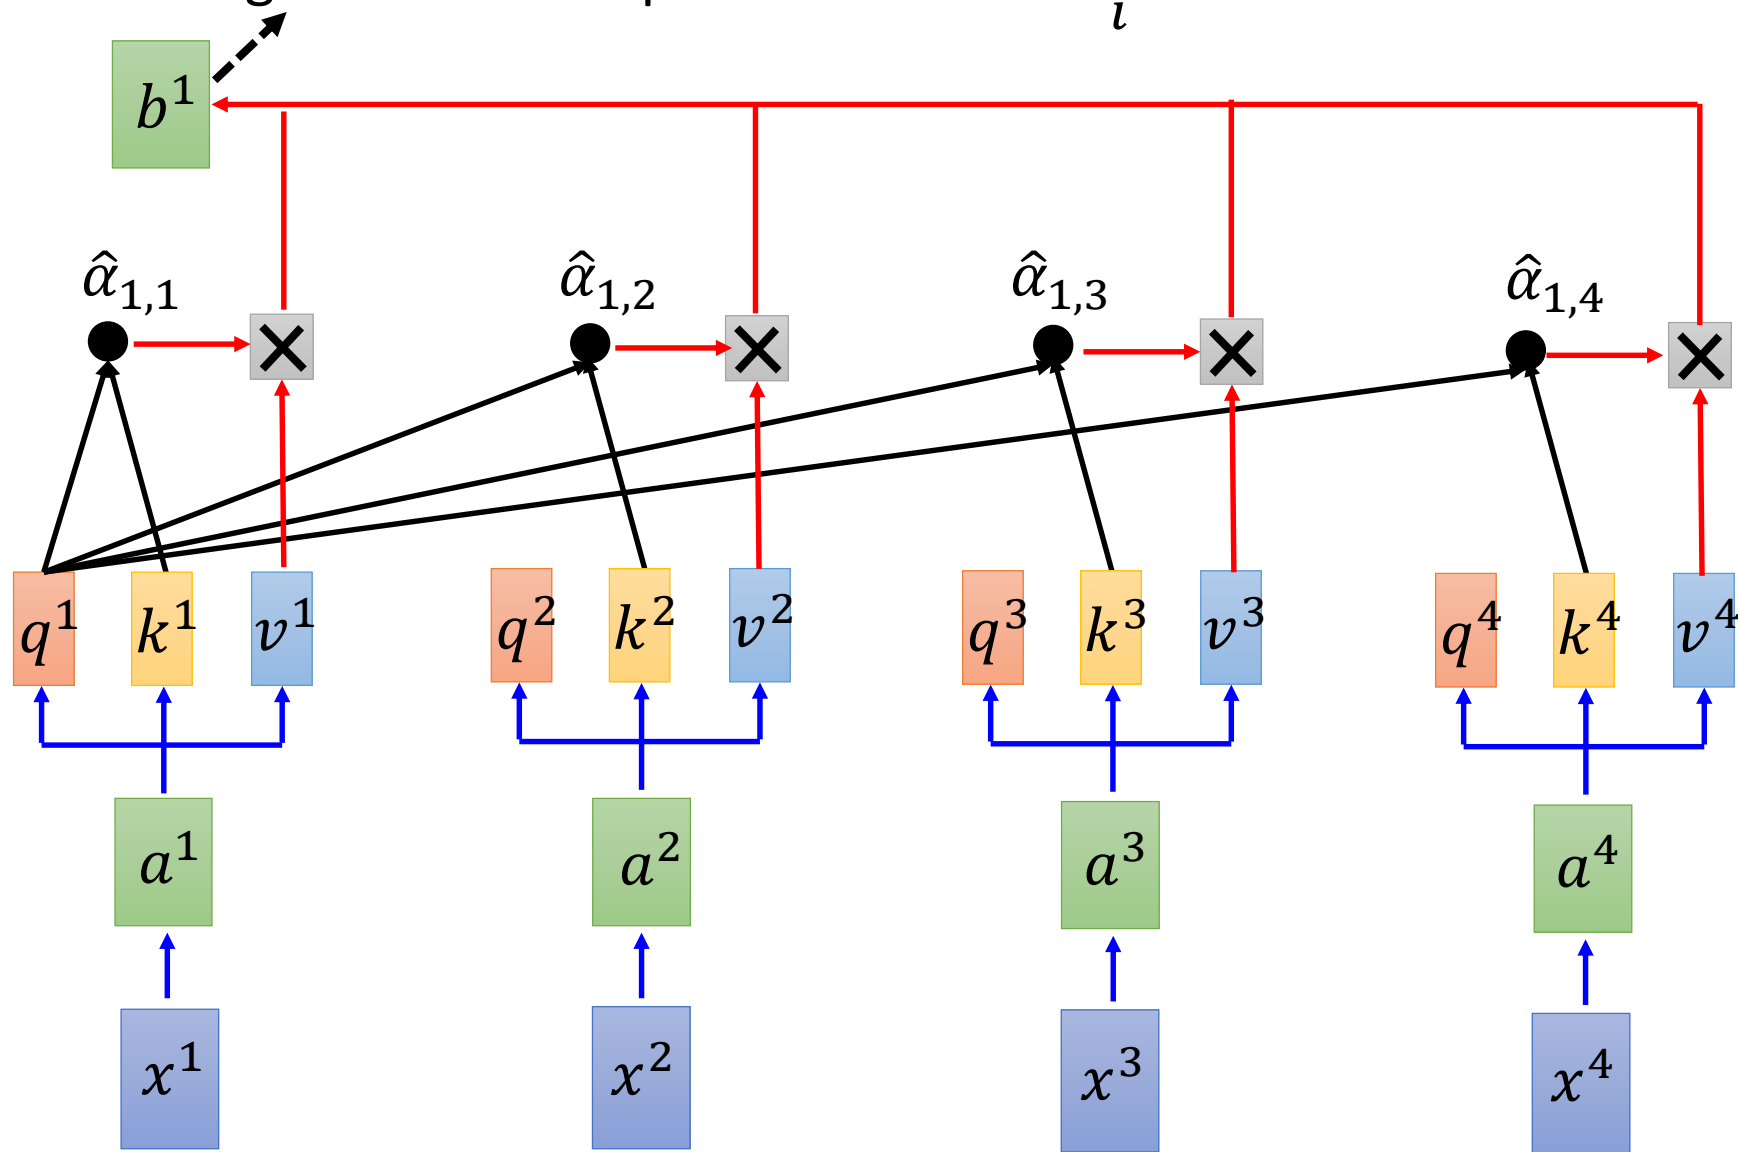 i
b¹
α̂₁,₁ α̂₁,₂ α̂₁,₃ α̂₁,₄
q¹ k¹ v¹ q² k² v² q³ k³ v³ q⁴ k⁴ v⁴
a¹ a² a³ a⁴
x¹ x² x³ x⁴